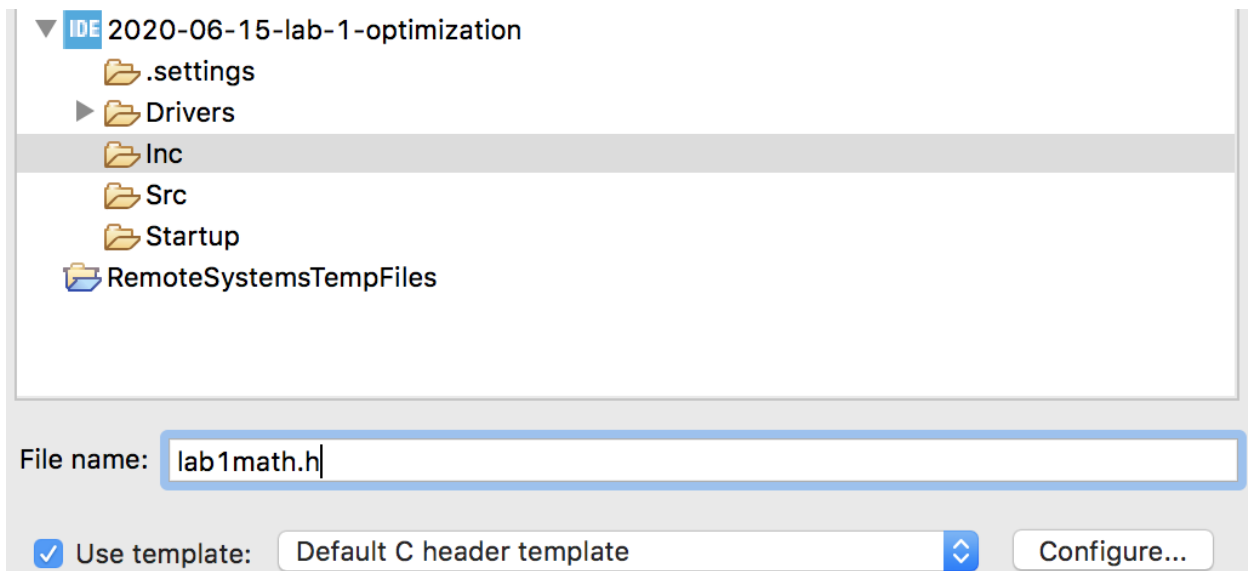 IDE 2020-06-15-lab-1-optimization
.settings
Drivers
Inc
Src
Startup
RemoteSystemsTempFiles
File name: lab1math.h
Use template: Default C header template Configure...